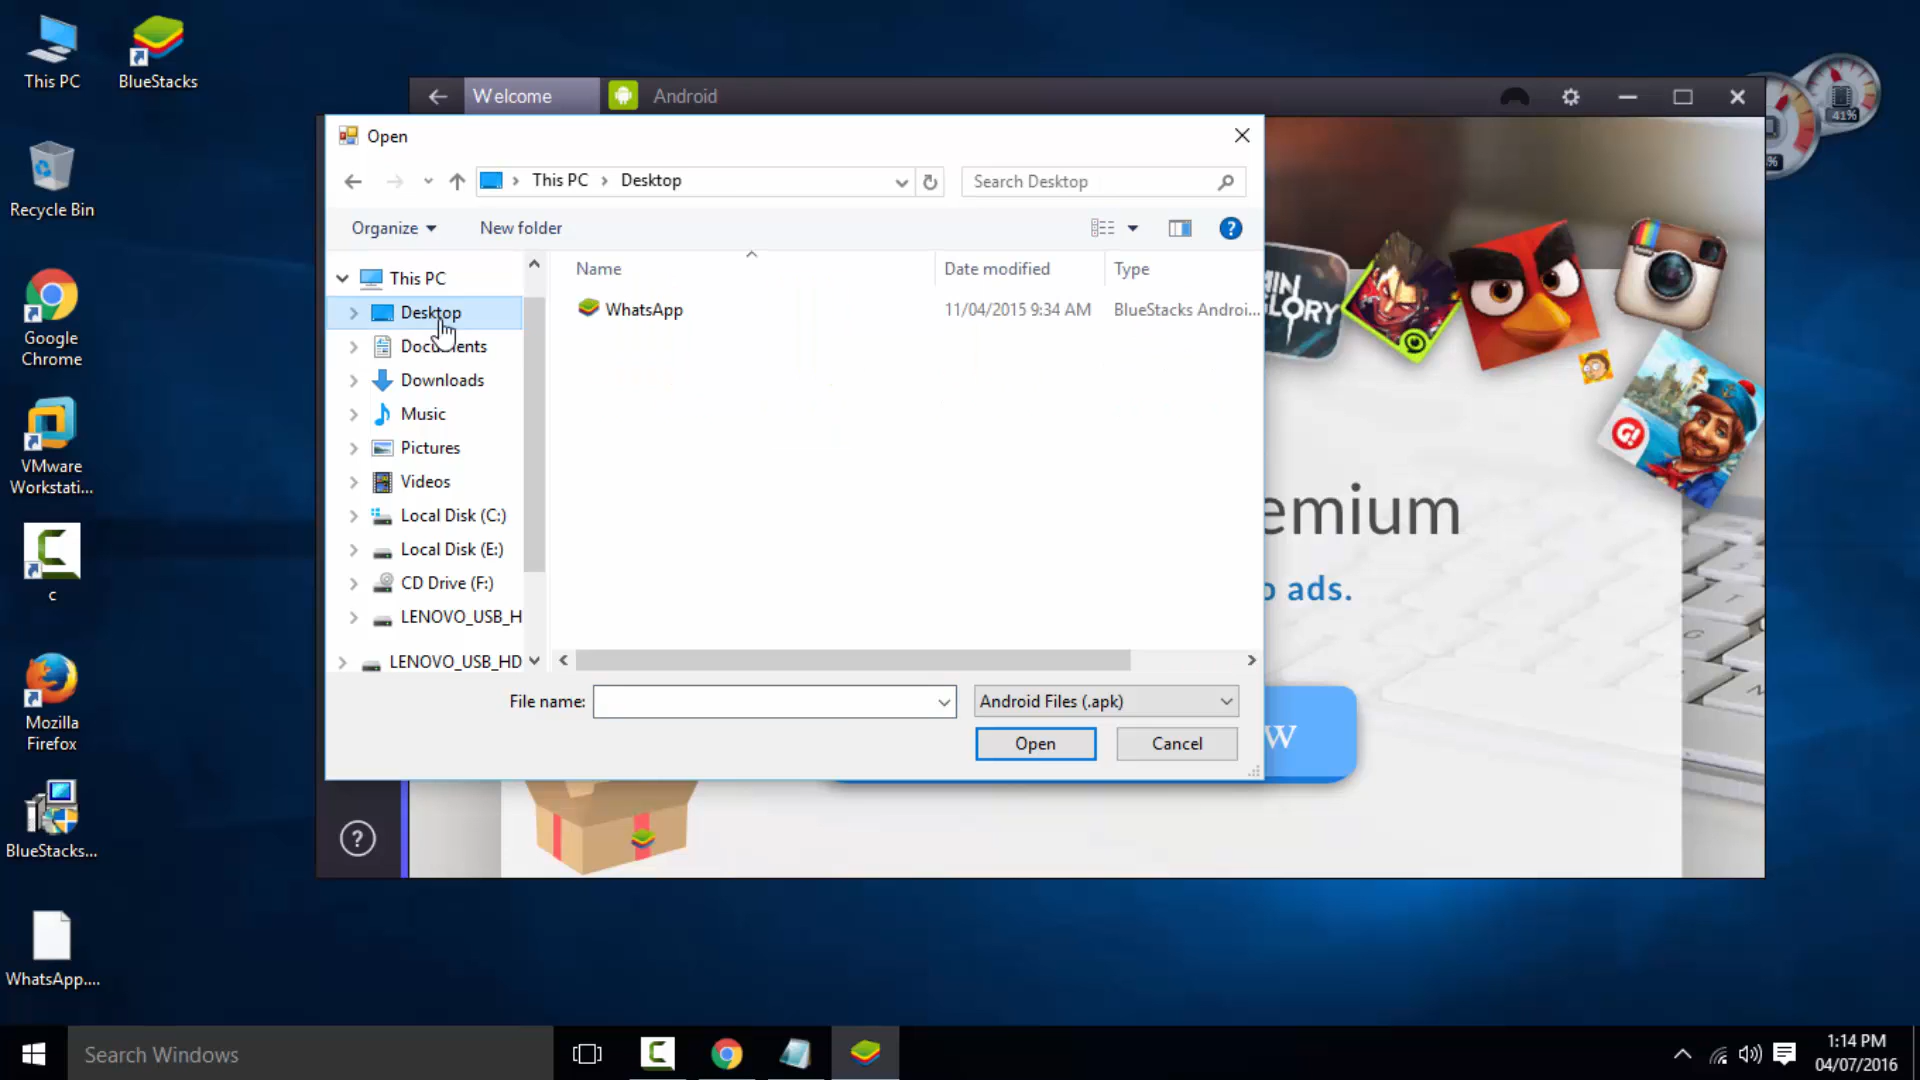 This PC
BlueStacks
Recycle Bin
Google
Chrome
VMware
Workstati...
c
Mozilla
Firefox
BlueStacks...
WhatsApp....
Welcome
Android
41%
%
Open
This PC
Desktop
Search Desktop
Organize
New folder
?
This PC
Desktop
Documents
Downloads
Music
Pictures
Videos
Local Disk (C:)
Local Disk (E:)
CD Drive (F:)
LENOVO_USB_H
LENOVO_USB_HD
Name
Date modified
Type
WhatsApp
11/04/2015 9:34 AM
BlueStacks Androi...
File name:
Android Files (.apk)
Open
Cancel
IN
LORY
G!
emium
o ads.
W
?
Search Windows
1:14 PM
04/07/2016